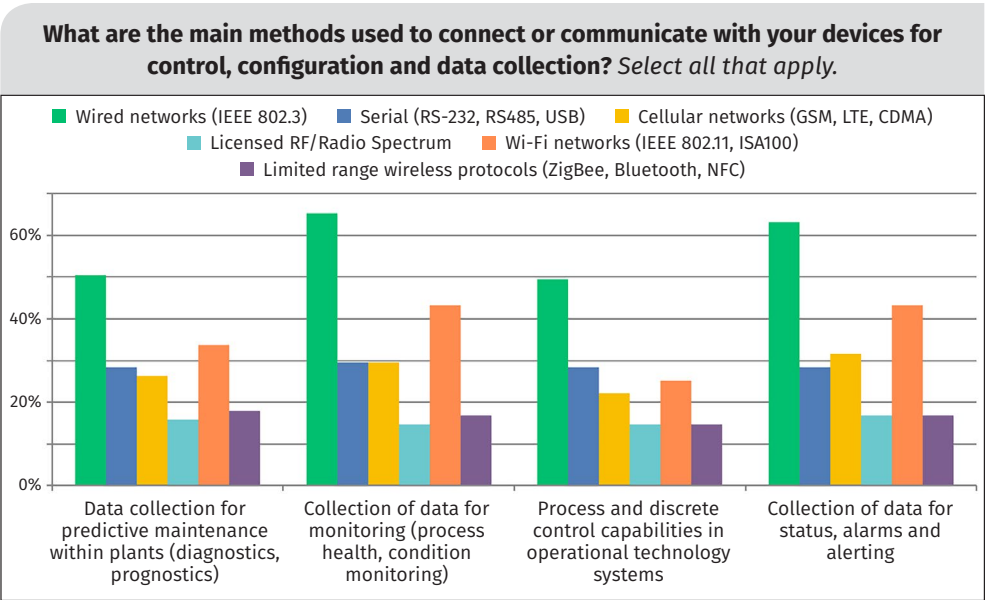 What are the main methods used to connect or communicate with your devices for
control, configuration and data collection? Select all that apply.
Wired networks (IEEE 802.3) Serial (RS-232, RS485, USB) Cellular networks (GSM, LTE, CDMA)
Licensed RF/Radio Spectrum Wi-Fi networks (IEEE 802.11, ISA100)
Limited range wireless protocols (ZigBee, Bluetooth, NFC)
60%
40%
20%
0%
Data collection for
predictive maintenance
within plants (diagnostics,
prognostics)
Collection of data for
monitoring (process
health, condition
monitoring)
Process and discrete
control capabilities in
operational technology
systems
Collection of data for
status, alarms and
alerting